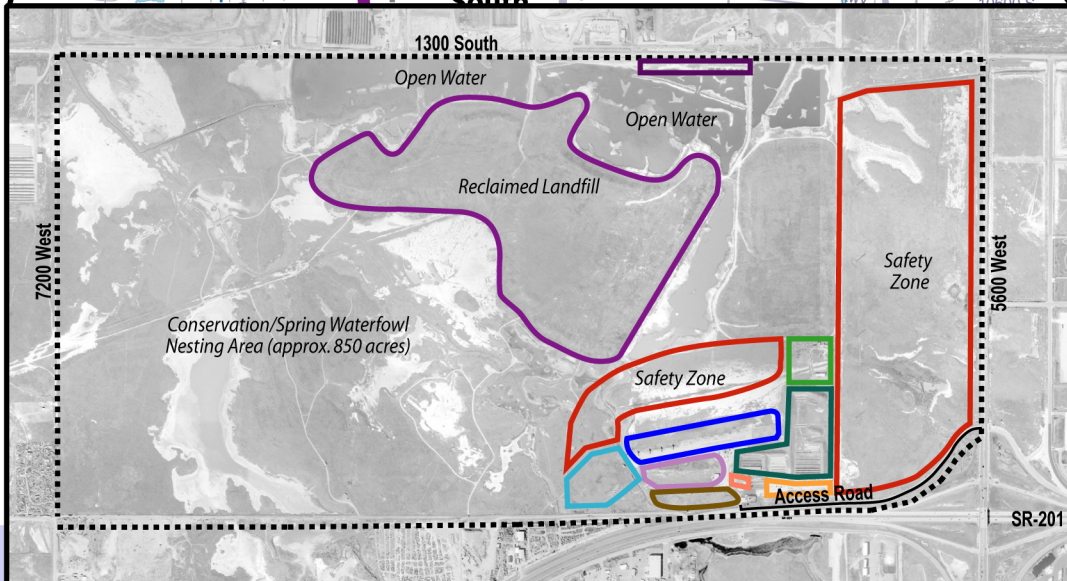 South
1300 South
Open Water
Open Water
Reclaimed Landfill
7200 West
Safety
Zone
5600 West
Conservation/Spring Waterfowl
Nesting Area (approx. 850 acres)
Safety Zone
Access Road
SR-201